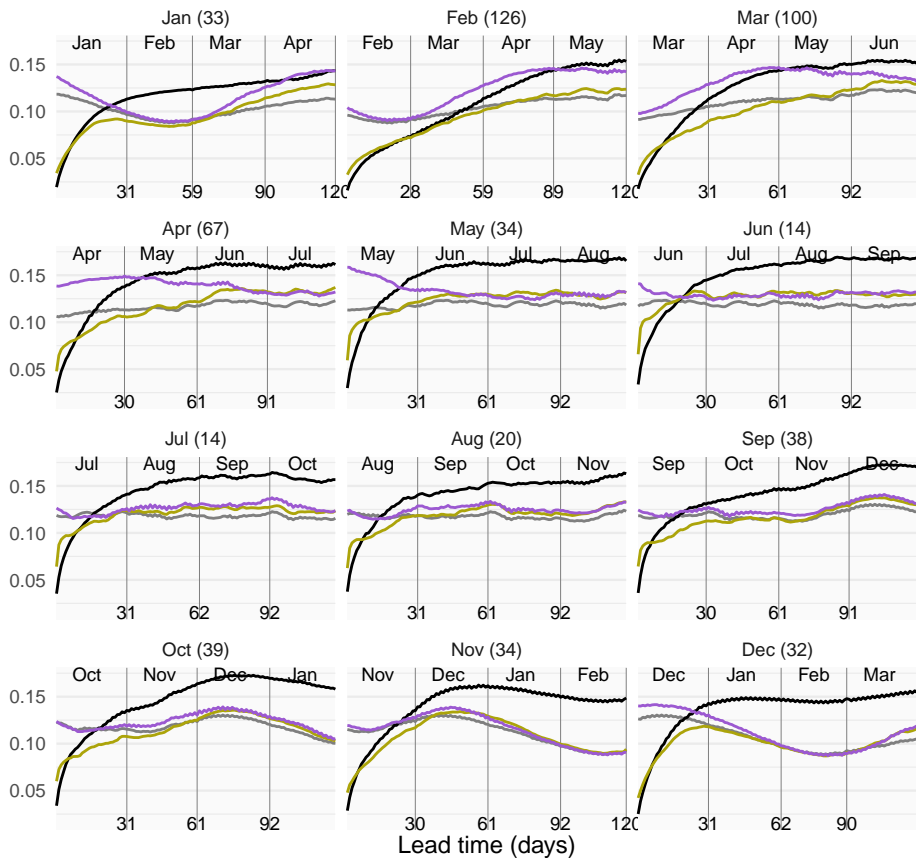 Jan (33) Feb (126) Mar (100)
Jan Feb Mar Apr Feb Mar Apr May Mar Apr May Jun
0.15
0.10
0.05
31 59 90 120 28 59 89 120 31 61 92
Apr (67) May (34) Jun (14)
Apr May Jun Jul May Jun Jul Aug Jun Jul Aug Sep
0.15
0.10
0.05
30 61 91 31 61 92 30 61 92
Jul (14) Aug (20) Sep (38)
Jul Aug Sep Oct Aug Sep Oct Nov Sep Oct Nov Dec
0.15
0.10
0.05
31 62 92 31 61 92 30 61 91
Oct (39) Nov (34) Dec (32)
Oct Nov Dec Jan Nov Dec Jan Feb Dec Jan Feb Mar
0.15
0.10
0.05
31 61 92 30 61 92 120 31 62 90
Lead time (days)